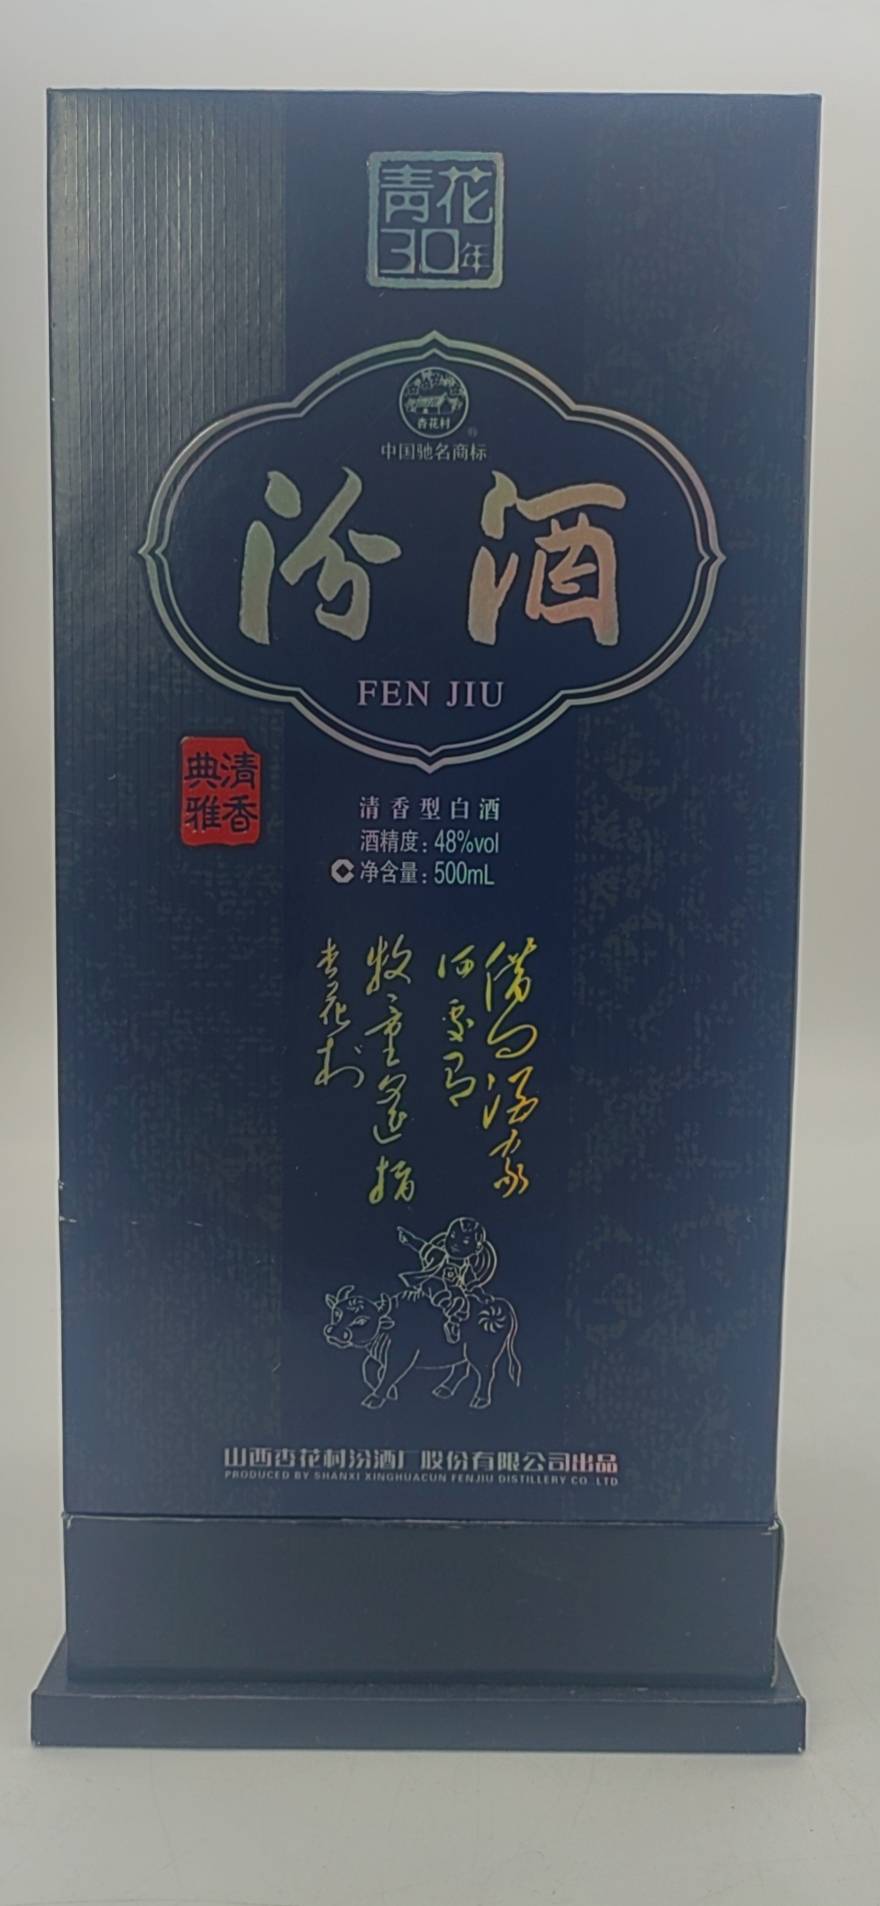 青花
30年
杏花村
®
中国驰名商标
汾酒
FEN JIU
清香
典雅
清香型白酒
酒精度：48%vol
净含量：500mL
借问酒家
何处有
牧童遥指
杏花村
山西杏花村汾酒厂股份有限公司出品
PRODUCED BY SHANXI XINGHUACUN FENJIU DISTILLERY CO .LTD